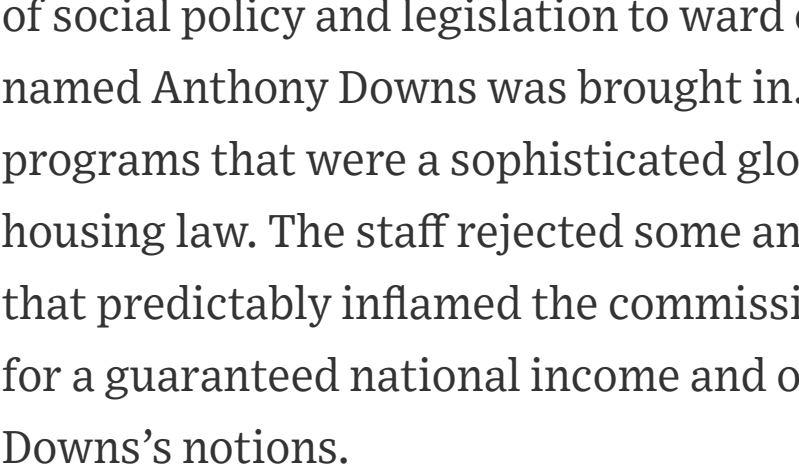 of social policy and legislation to ward
named Anthony Downs was brought in.
programs that were a sophisticated glo
housing law. The staff rejected some an
that predictably inflamed the commissi
for a guaranteed national income and o
Downs’s notions.